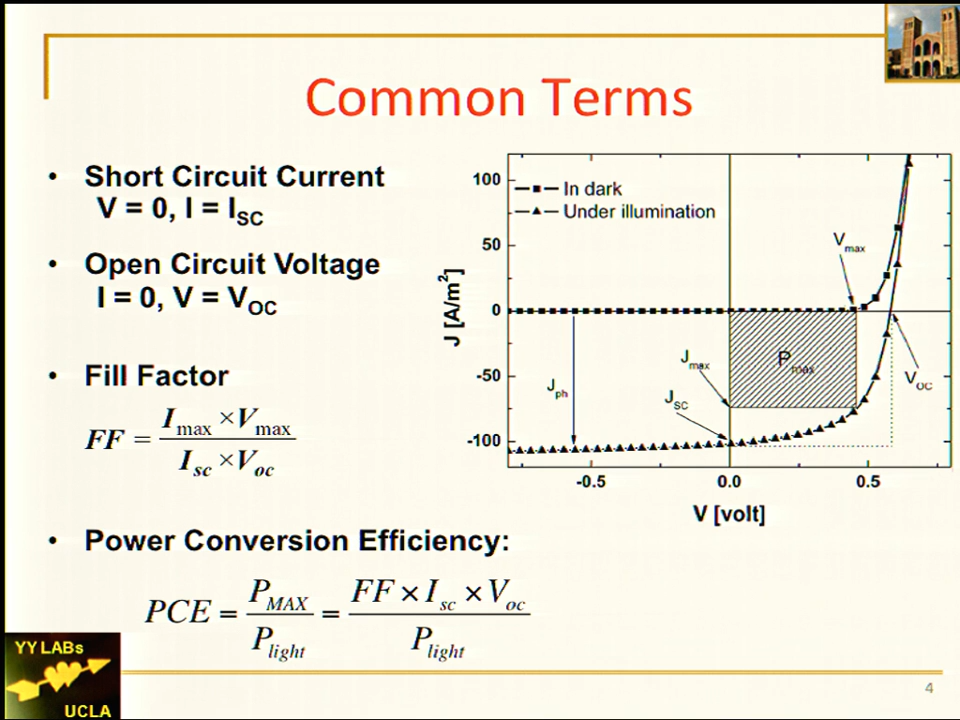 Common Terms
• Short Circuit Current
V = 0, I = I_SC
• Open Circuit Voltage
I = 0, V = V_OC
• Fill Factor
FF = (I_max × V_max) / (I_sc × V_oc)
• Power Conversion Efficiency:
PCE = P_MAX / P_light = (FF × I_sc × V_oc) / P_light
In dark
Under illumination
100
50
0
-50
-100
J [A/m²]
V_max
J_max
P_max
J_ph
J_SC
V_OC
-0.5
0.0
0.5
V [volt]
YY LABs
UCLA
4